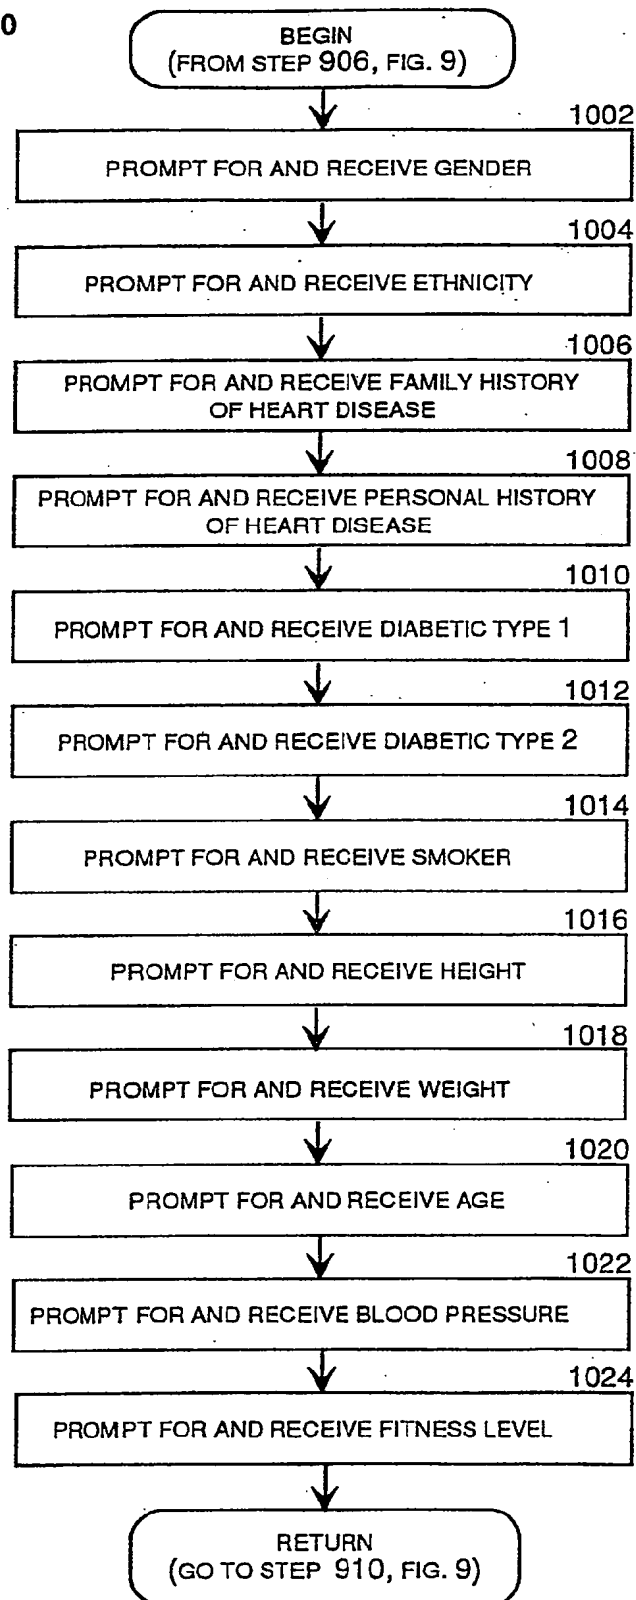 0
BEGIN
(FROM STEP 906, FIG. 9)
1002
PROMPT FOR AND RECEIVE GENDER
1004
PROMPT FOR AND RECEIVE ETHNICITY
1006
PROMPT FOR AND RECEIVE FAMILY HISTORY
OF HEART DISEASE
1008
PROMPT FOR AND RECEIVE PERSONAL HISTORY
OF HEART DISEASE
1010
PROMPT FOR AND RECEIVE DIABETIC TYPE 1
1012
PROMPT FOR AND RECEIVE DIABETIC TYPE 2
1014
PROMPT FOR AND RECEIVE SMOKER
1016
PROMPT FOR AND RECEIVE HEIGHT
1018
PROMPT FOR AND RECEIVE WEIGHT
1020
PROMPT FOR AND RECEIVE AGE
1022
PROMPT FOR AND RECEIVE BLOOD PRESSURE
1024
PROMPT FOR AND RECEIVE FITNESS LEVEL
RETURN
(GO TO STEP 910, FIG. 9)